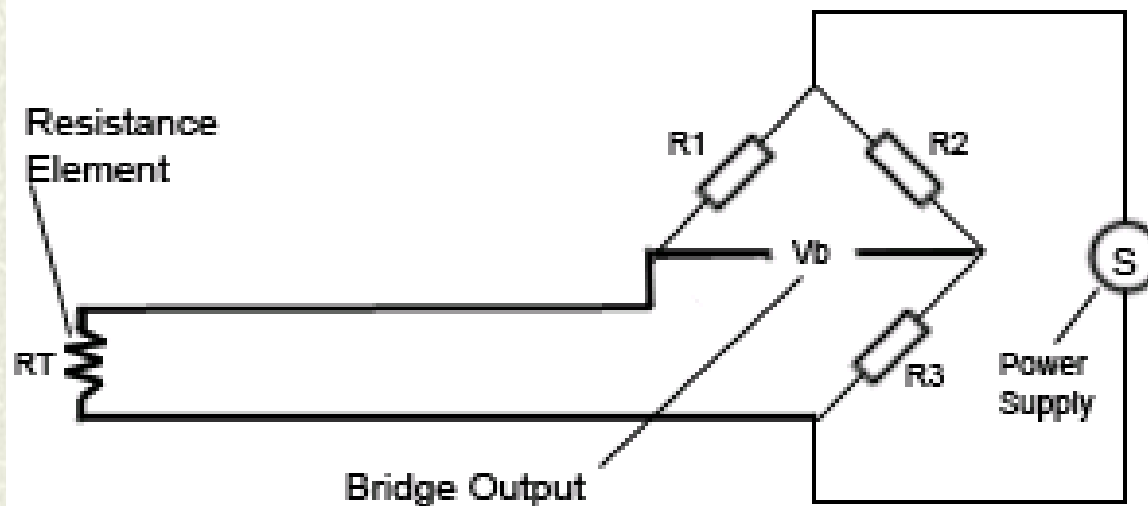 Resistance
Element
R1
R2
Vb
S
RT
R3
Power
Supply
Bridge Output